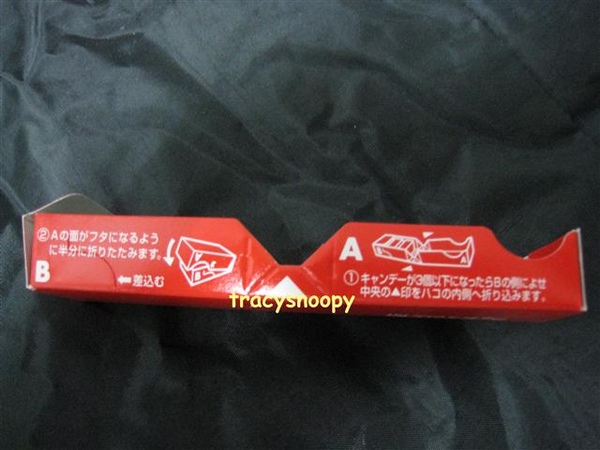 ②Aの面がフタになるよう
に半分に折りたたみます。
B
←差込む
A
①キャンデーが3個以下になったらBの側によせ
中央の▲印をハコの内側へ折り込みます。
tracysnoopy